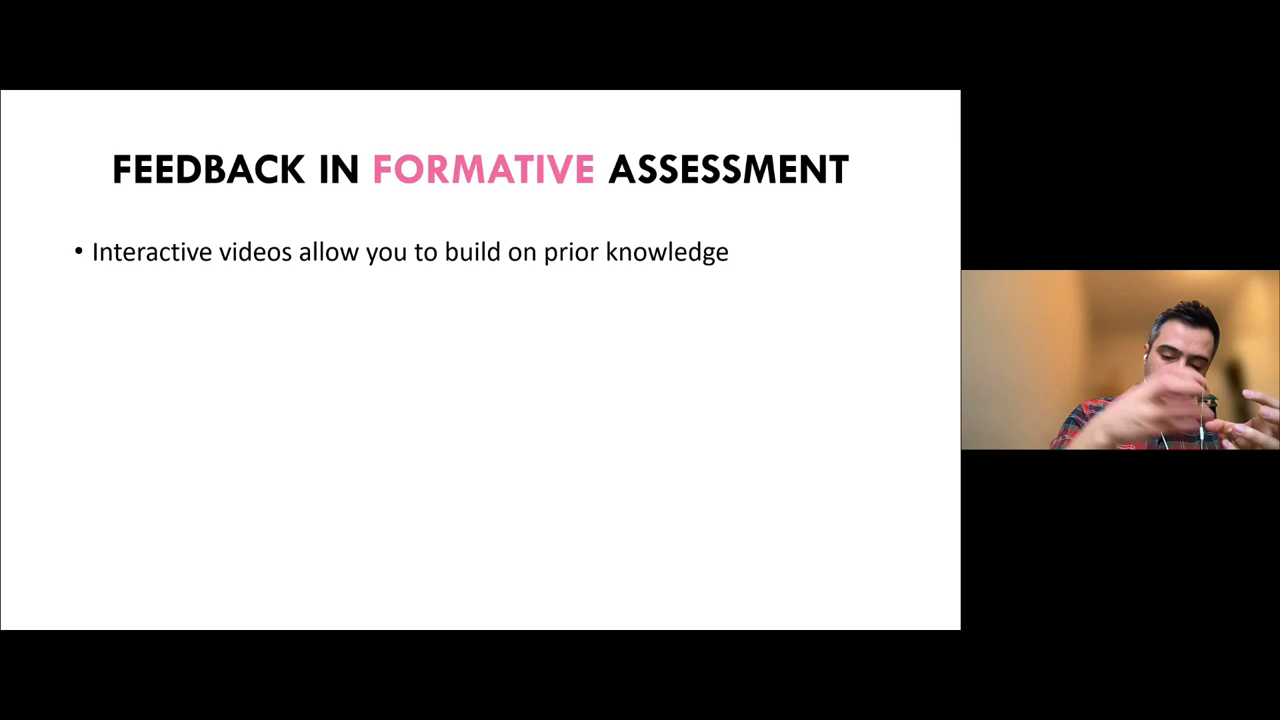 FEEDBACK IN FORMATIVE ASSESSMENT
• Interactive videos allow you to build on prior knowledge